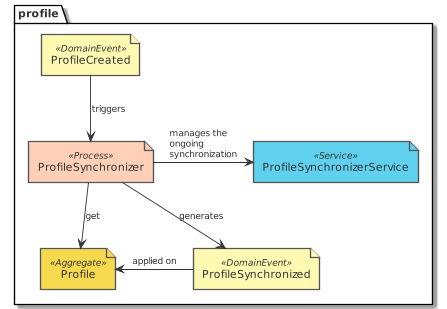 profile
«DomainEvent»
ProfileCreated
triggers
manages the
ongoing
synchronization
«Process»
ProfileSynchronizer
«Service»
ProfileSynchronizerService
get
generates
«Aggregate»
Profile
applied on
«DomainEvent»
ProfileSynchronized